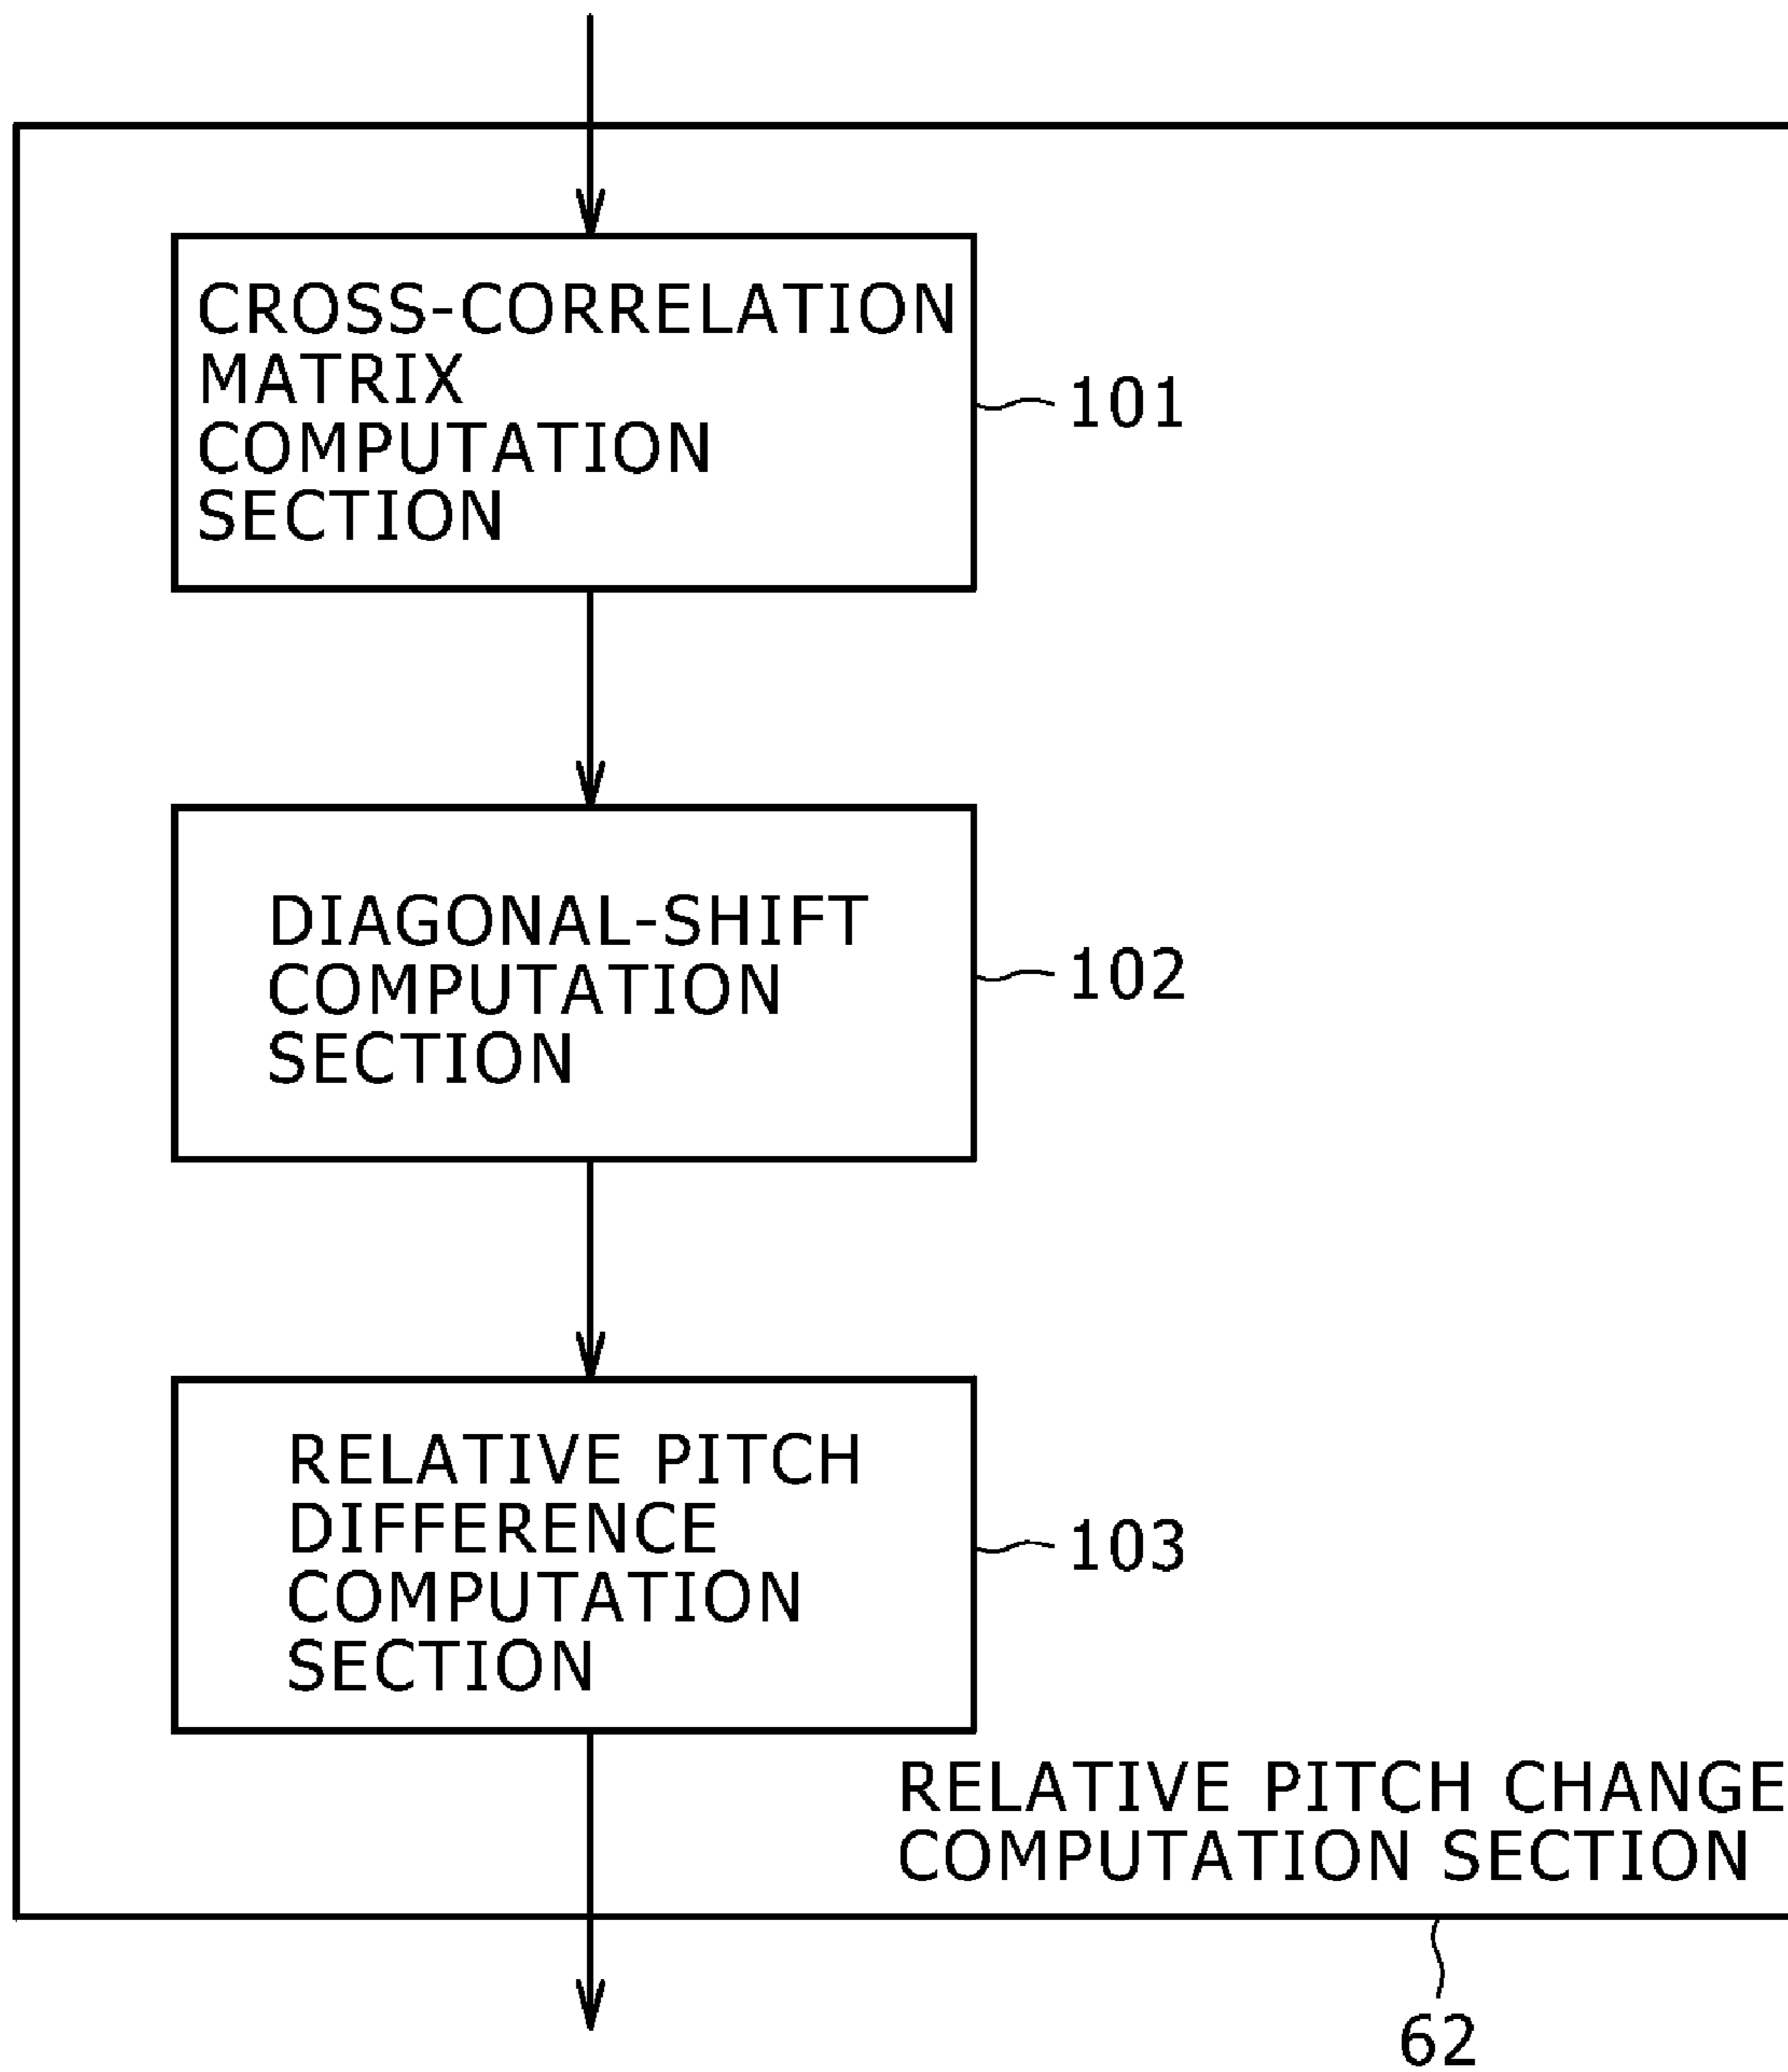 CROSS-CORRELATION
MATRIX
COMPUTATION
SECTION
101
DIAGONAL-SHIFT
COMPUTATION
SECTION
102
RELATIVE PITCH
DIFFERENCE
COMPUTATION
SECTION
103
RELATIVE PITCH CHANGE
COMPUTATION SECTION
62